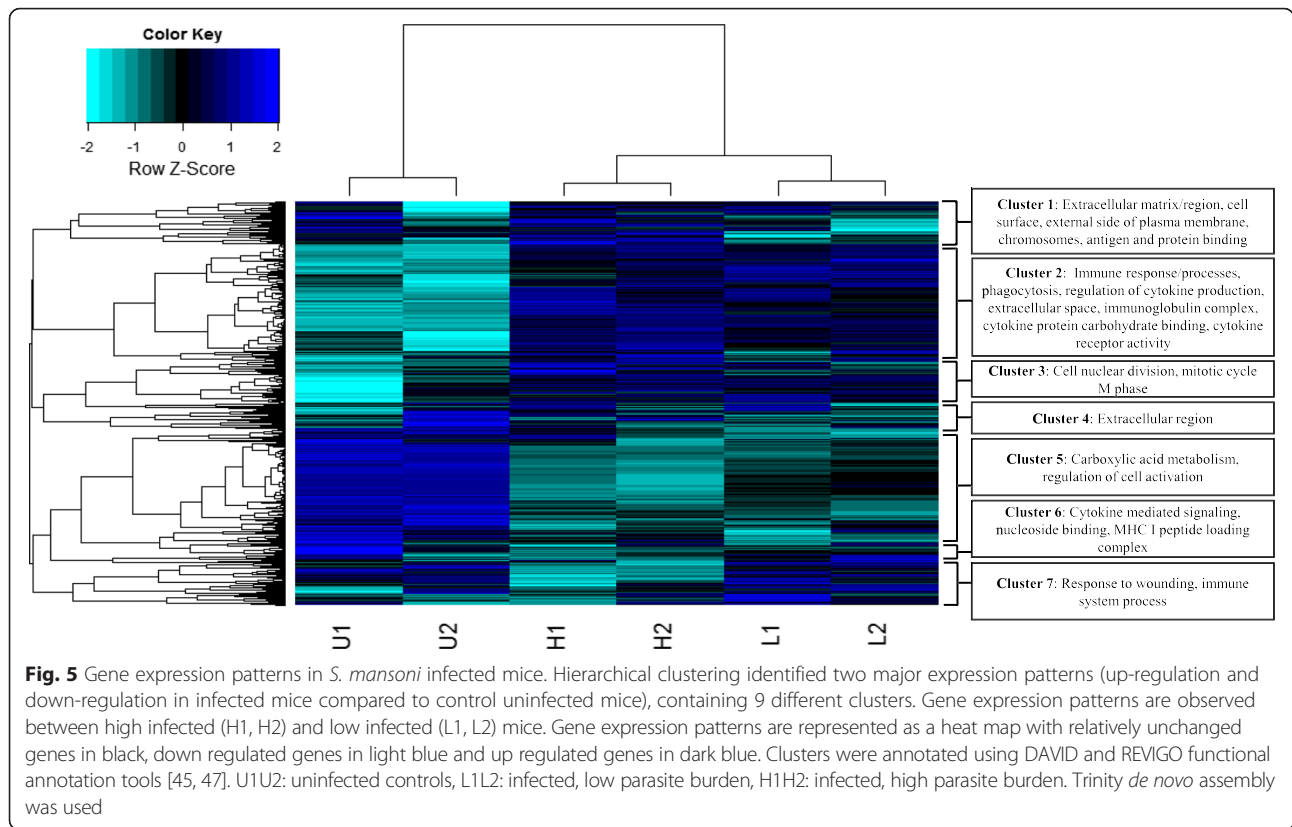 Color Key
-2 -1 0 1 2
Row Z-Score
Cluster 1: Extracellular matrix/region, cell
surface, external side of plasma membrane,
chromosomes, antigen and protein binding
Cluster 2: Immune response/processes,
phagocytosis, regulation of cytokine production,
extracellular space, immunoglobulin complex,
cytokine protein carbohydrate binding, cytokine
receptor activity
Cluster 3: Cell nuclear division, mitotic cycle
M phase
Cluster 4: Extracellular region
Cluster 5: Carboxylic acid metabolism,
regulation of cell activation
Cluster 6: Cytokine mediated signaling,
nucleoside binding, MHC I peptide loading
complex
Cluster 7: Response to wounding, immune
system process
U1 U2 H1 H2 L1 L2
Fig. 5 Gene expression patterns in S. mansoni infected mice. Hierarchical clustering identified two major expression patterns (up-regulation and
down-regulation in infected mice compared to control uninfected mice), containing 9 different clusters. Gene expression patterns are observed
between high infected (H1, H2) and low infected (L1, L2) mice. Gene expression patterns are represented as a heat map with relatively unchanged
genes in black, down regulated genes in light blue and up regulated genes in dark blue. Clusters were annotated using DAVID and REVIGO functional
annotation tools [45, 47]. U1U2: uninfected controls, L1L2: infected, low parasite burden, H1H2: infected, high parasite burden. Trinity de novo assembly
was used